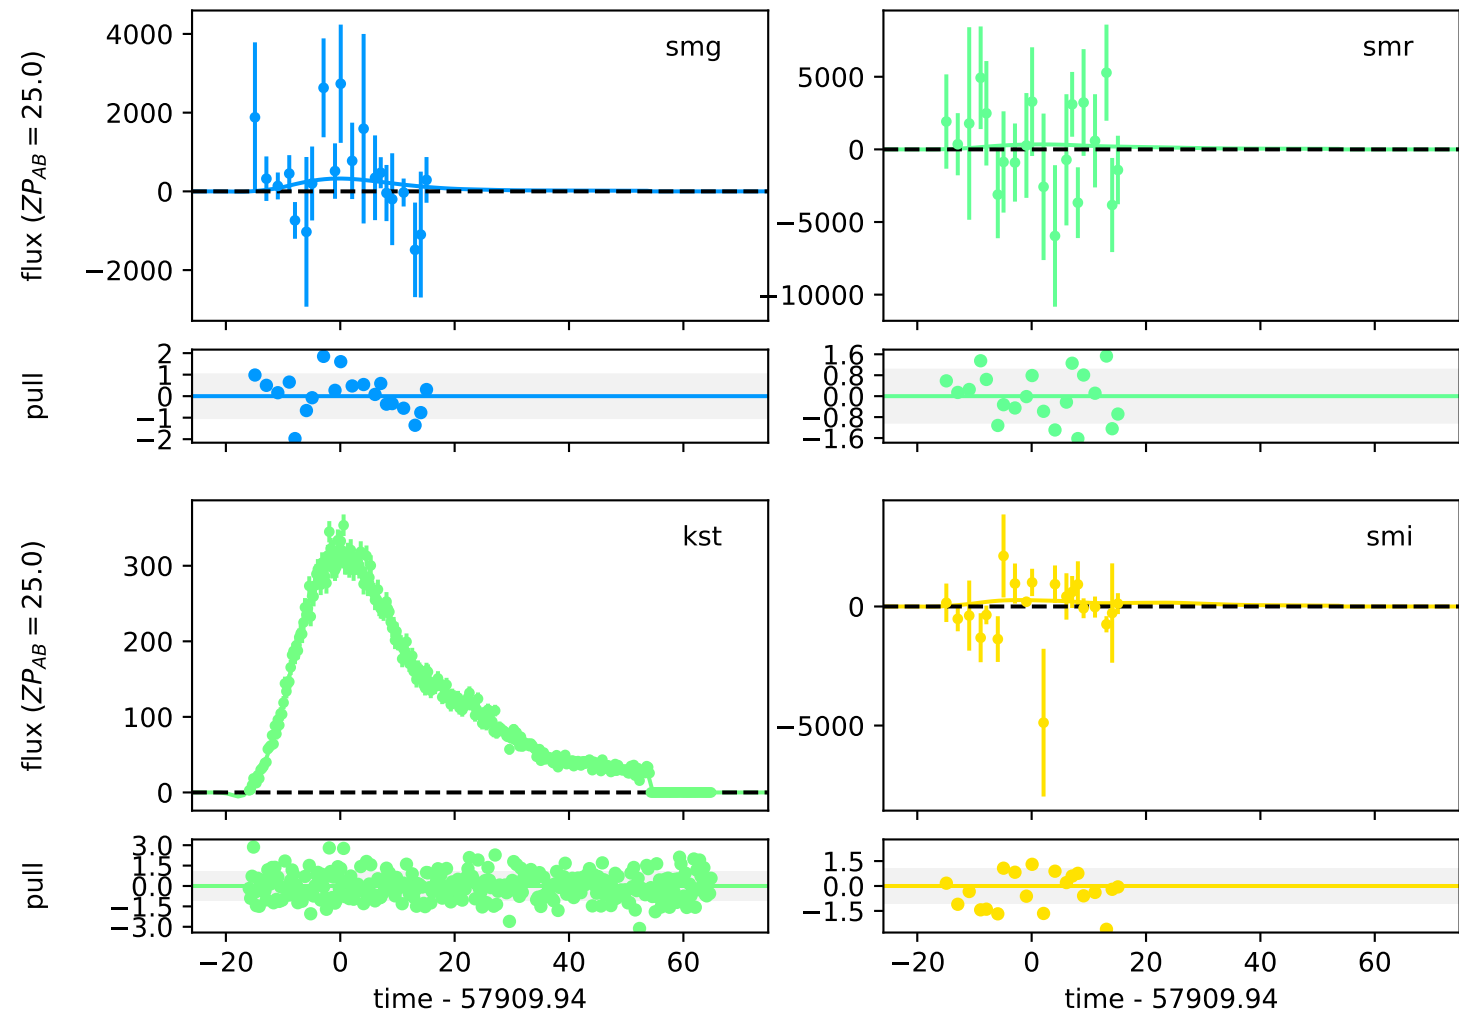 flux (ZP_AB = 25.0)
4000
2000
0
−2000
smg
5000
0
−5000
−10000
smr
pull
2
1
0
−1
−2
1.6
0.8
0.0
−0.8
−1.6
flux (ZP_AB = 25.0)
300
200
100
0
kst
0
−5000
smi
pull
3.0
1.5
0.0
−1.5
−3.0
1.5
0.0
−1.5
−20 0 20 40 60
−20 0 20 40 60
time - 57909.94
time - 57909.94